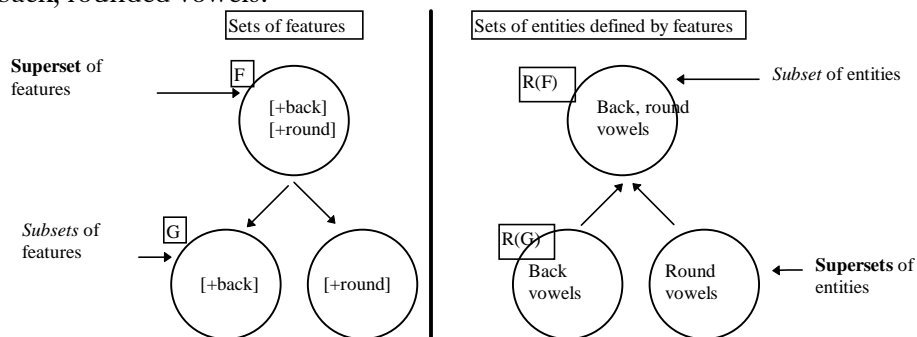 back, rounded vowels.
Sets of features
Sets of entities defined by features
Superset of
features
F
[+back]
[+round]
R(F)
Back, round
vowels
Subset of entities
Subsets of
features
G
[+back]
[+round]
R(G)
Back
vowels
Round
vowels
Supersets of
entities